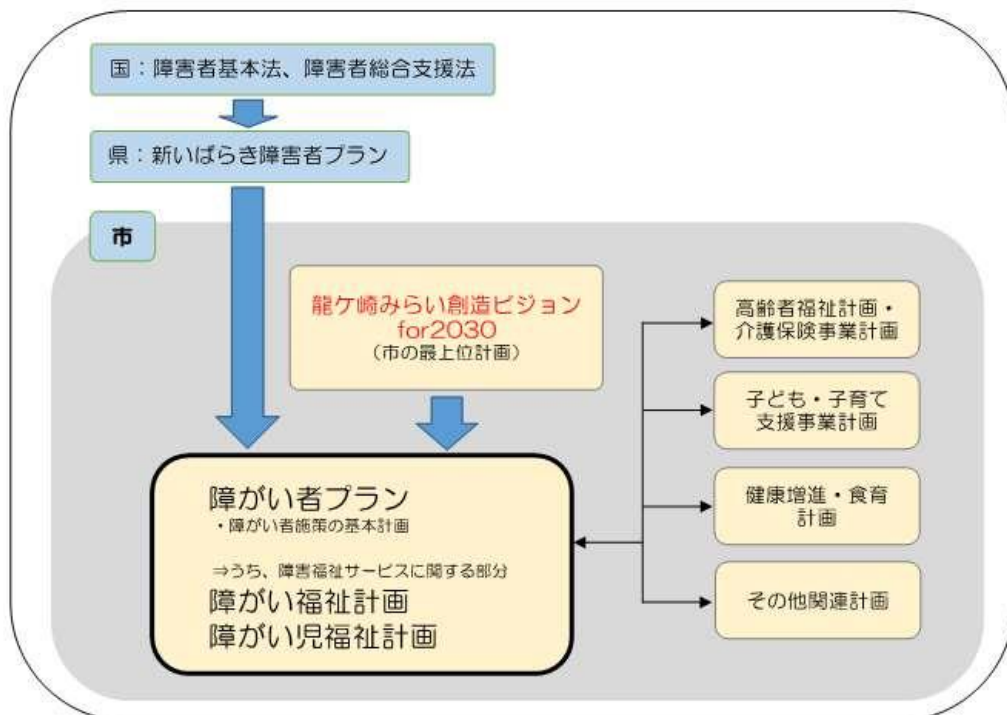 国：障害者基本法、障害者総合支援法
県：新いばらき障害者プラン
市
龍ケ崎みらい創造ビジョン
for2030
（市の最上位計画）
障がい者プラン
・障がい者施策の基本計画
⇒うち、障害福祉サービスに関する部分
障がい福祉計画
障がい児福祉計画
高齢者福祉計画・
介護保険事業計画
子ども・子育て
支援事業計画
健康増進・食育
計画
その他関連計画